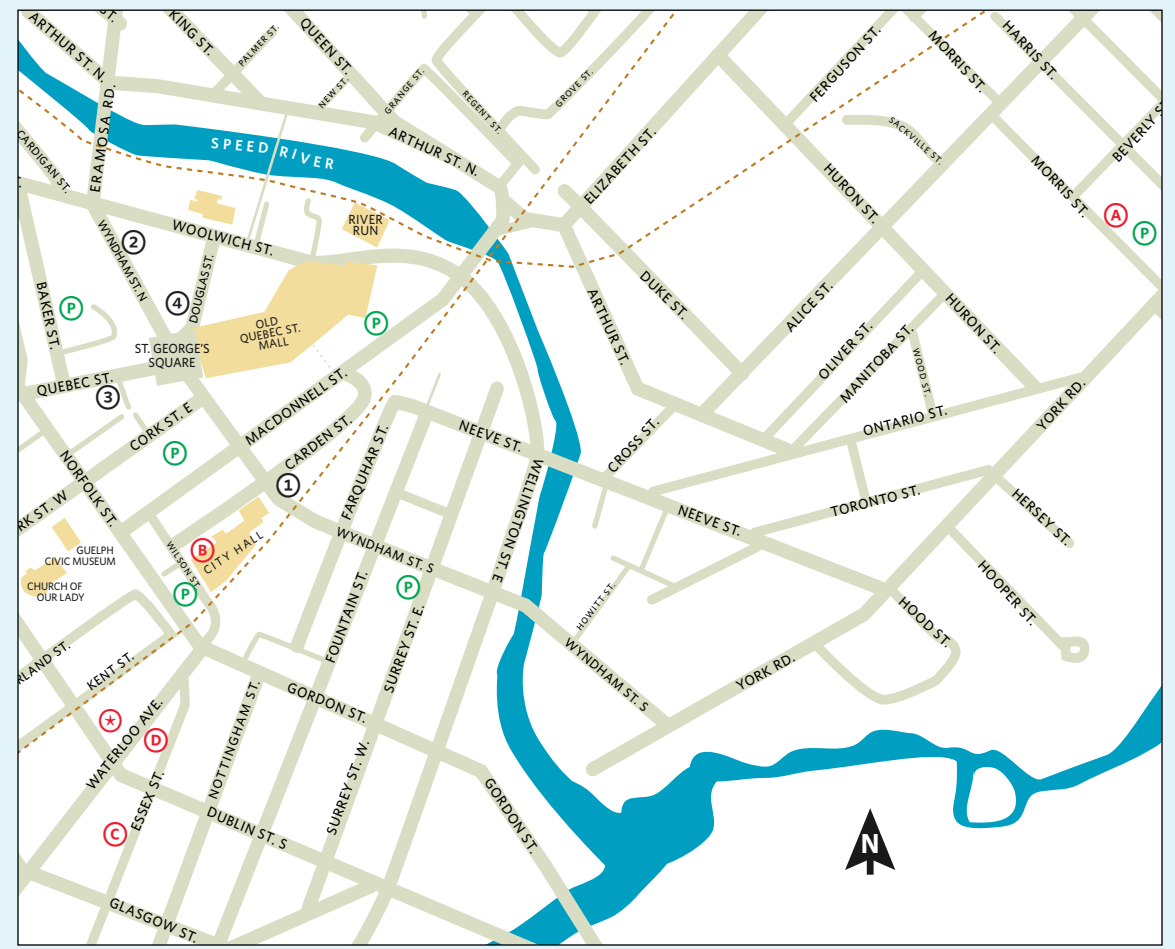 ST.
ARTHUR ST. N.
KING ST.
PALMER ST.
QUEEN ST.
NEW ST.
GRANGE ST.
REGENT ST.
GROVE ST.
FERGUSON ST.
MORRIS ST.
HARRIS ST.
BEVERLY ST
SACKVILLE ST.
ERAMOSA RD.
CARDIGAN ST.
SPEED RIVER
ARTHUR ST. N.
ELIZABETH ST.
HURON ST.
MORRIS ST.
A
P
RIVER
RUN
WOOLWICH ST.
WYNDHAM ST. N
2
DOUGLAS ST.
4
BAKER ST.
P
OLD
QUEBEC ST.
MALL
P
ST. GEORGE'S
SQUARE
QUEBEC ST.
3
CORK ST. E
P
MACDONNELL ST.
CARDEN ST.
1
DUKE ST.
ARTHUR ST.
ALICE ST.
OLIVER ST.
MANITOBA ST.
WOOD ST.
HURON ST.
ONTARIO ST.
YORK RD.
NORFOLK ST.
RK ST. W
FARQUHAR ST.
NEEVE ST.
CROSS ST.
WELLINGTON ST. E
NEEVE ST.
TORONTO ST.
HERSEY ST.
GUELPH
CIVIC MUSEUM
CHURCH OF
OUR LADY
WILSON ST.
B
CITY HALL
P
WYNDHAM ST. S
P
FOUNTAIN ST.
SURREY ST. E.
HOWITT ST.
HOOPER ST.
HOOD ST.
WYNDHAM ST. S
YORK RD.
RLAND ST.
KENT ST.
WATERLOO AVE.
D
ESSEX ST.
C
NOTTINGHAM ST.
GORDON ST.
SURREY ST. W.
DUBLIN ST. S
GORDON ST.
GLASGOW ST.
N